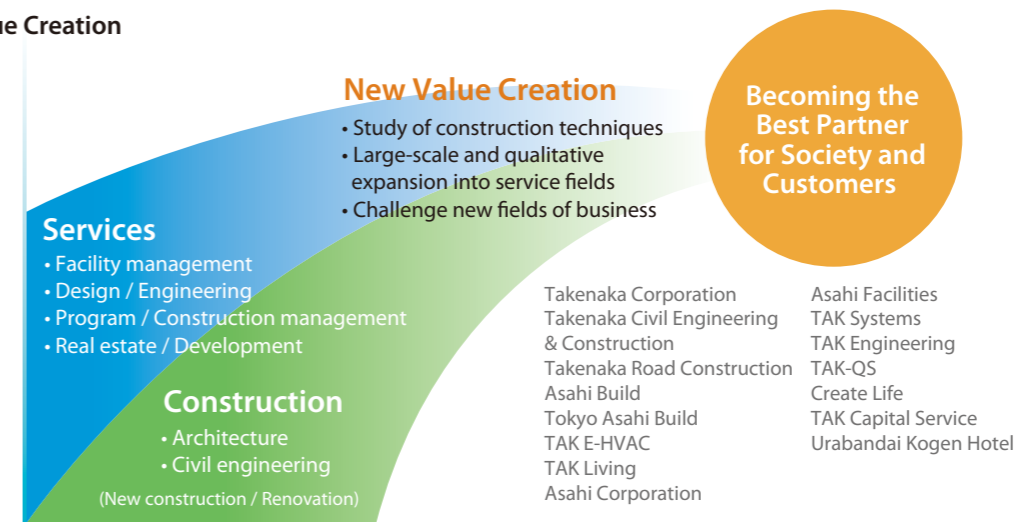 ue Creation
New Value Creation
• Study of construction techniques
• Large-scale and qualitative
expansion into service fields
• Challenge new fields of business
Becoming the
Best Partner
for Society and
Customers
Services
• Facility management
• Design / Engineering
• Program / Construction management
• Real estate / Development
Construction
• Architecture
• Civil engineering
(New construction / Renovation)
Takenaka Corporation
Takenaka Civil Engineering
& Construction
Takenaka Road Construction
Asahi Build
Tokyo Asahi Build
TAK E-HVAC
TAK Living
Asahi Corporation
Asahi Facilities
TAK Systems
TAK Engineering
TAK-QS
Create Life
TAK Capital Service
Urabandai Kogen Hotel